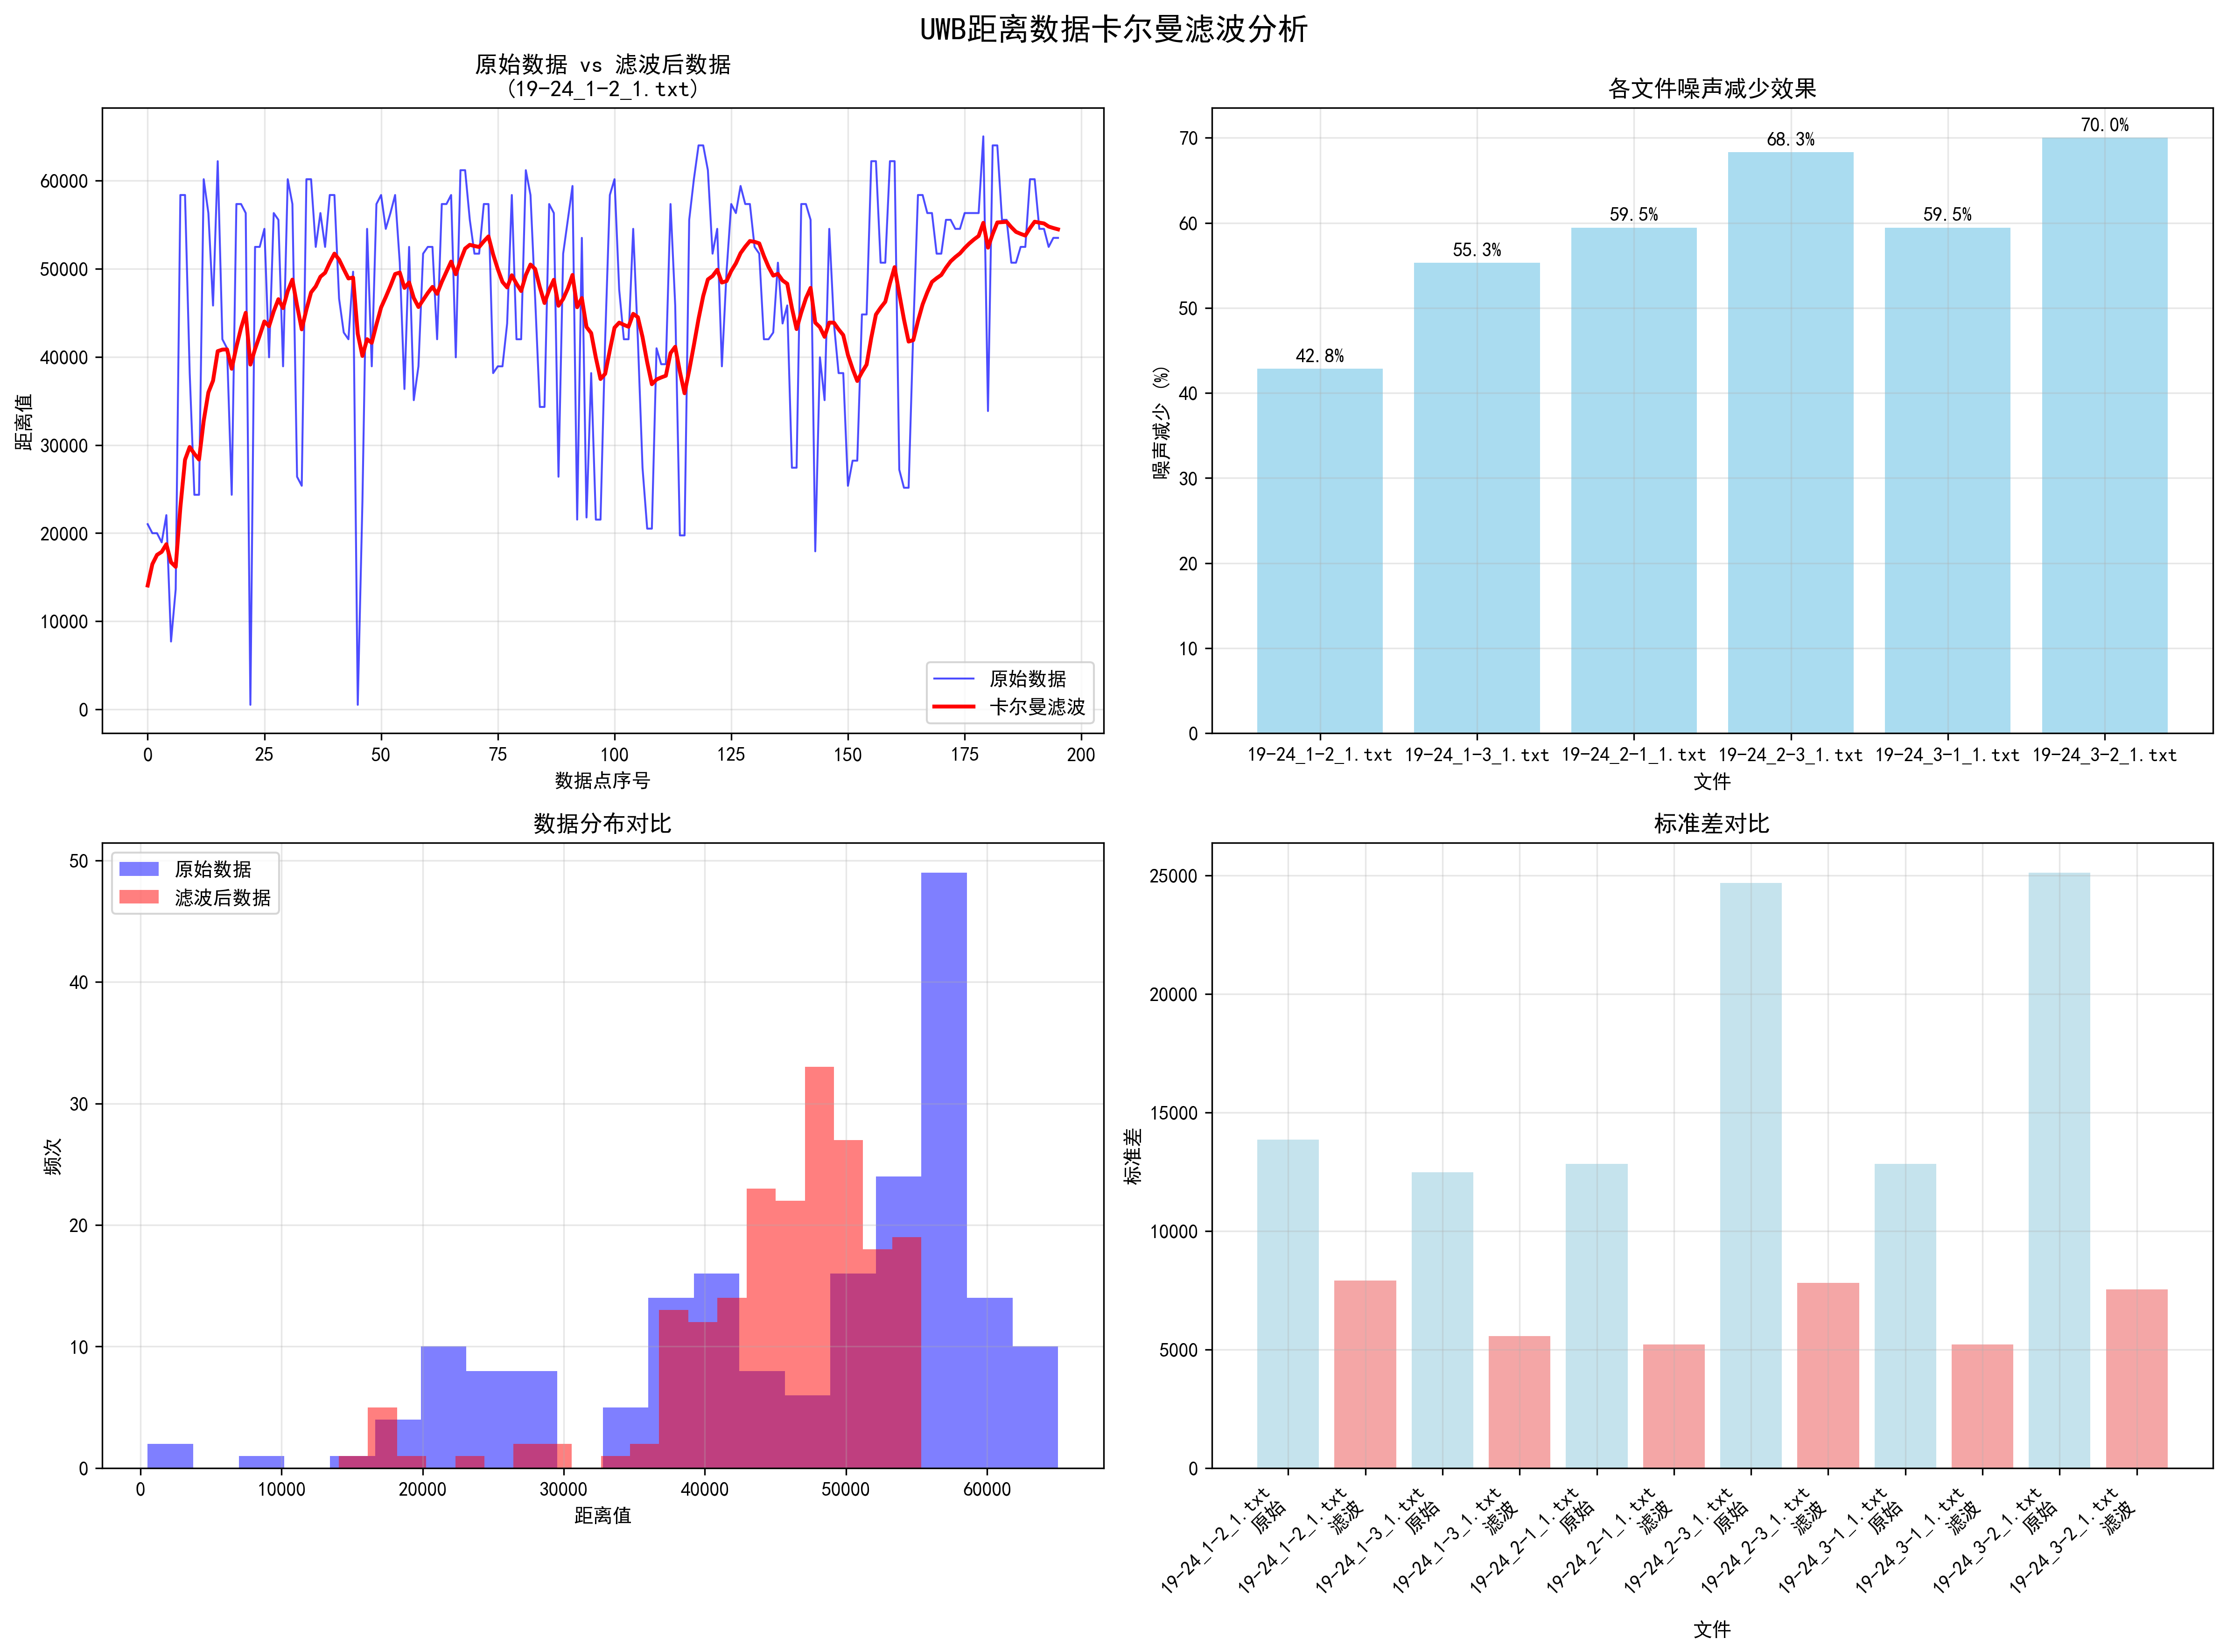 UWB距离数据卡尔曼滤波分析
原始数据 vs 滤波后数据
(19-24_1-2_1.txt)
距离值
60000
50000
40000
30000
20000
10000
0
原始数据
卡尔曼滤波
0 25 50 75 100 125 150 175 200
数据点序号
各文件噪声减少效果
噪声减少 (%)
70
60
50
40
30
20
10
0
42.8%
55.3%
59.5%
68.3%
59.5%
70.0%
19-24_1-2_1.txt 19-24_1-3_1.txt 19-24_2-1_1.txt 19-24_2-3_1.txt 19-24_3-1_1.txt 19-24_3-2_1.txt
文件
数据分布对比
频次
50
40
30
20
10
0
原始数据
滤波后数据
0 10000 20000 30000 40000 50000 60000
距离值
标准差对比
标准差
25000
20000
15000
10000
5000
0
19-24_1-2_1.txt
原始
19-24_1-2_1.txt
滤波
19-24_1-3_1.txt
原始
19-24_1-3_1.txt
滤波
19-24_2-1_1.txt
原始
19-24_2-1_1.txt
滤波
19-24_2-3_1.txt
原始
19-24_2-3_1.txt
滤波
19-24_3-1_1.txt
原始
19-24_3-1_1.txt
滤波
19-24_3-2_1.txt
原始
19-24_3-2_1.txt
滤波
文件